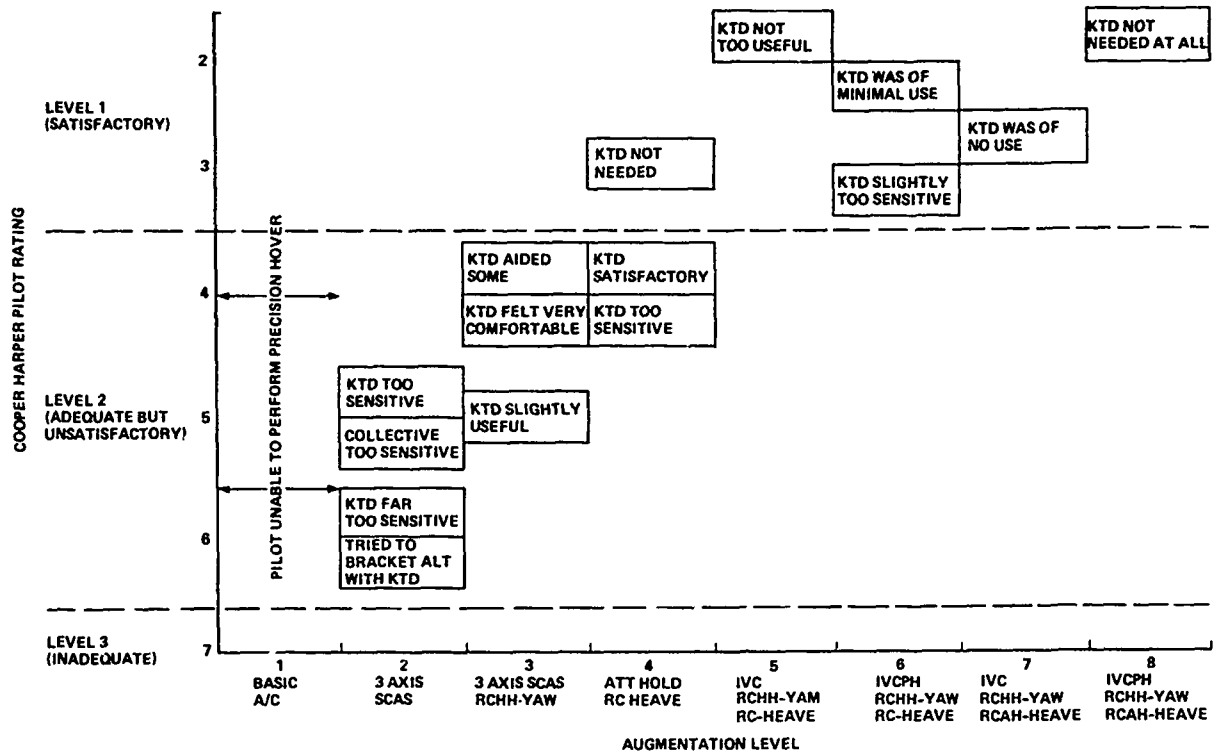 KTD NOT
TOO USEFUL
KTD NOT
NEEDED AT ALL
2
KTD WAS OF
MINIMAL USE
LEVEL 1
(SATISFACTORY)
KTD WAS OF
NO USE
3
KTD NOT
NEEDED
KTD SLIGHTLY
TOO SENSITIVE
COOPER HARPER PILOT RATING
PILOT UNABLE TO PERFORM PRECISION HOVER
KTD AIDED
SOME
KTD
SATISFACTORY
4
KTD FELT VERY
COMFORTABLE
KTD TOO
SENSITIVE
LEVEL 2
(ADEQUATE BUT
UNSATISFACTORY)
5
KTD TOO
SENSITIVE
KTD SLIGHTLY
USEFUL
COLLECTIVE
TOO SENSITIVE
KTD FAR
TOO SENSITIVE
6
TRIED TO
BRACKET ALT
WITH KTD
LEVEL 3
(INADEQUATE)
7
1
BASIC
A/C
2
3 AXIS
SCAS
3
3 AXIS SCAS
RCHH-YAW
4
ATT HOLD
RC HEAVE
5
IVC
RCHH-YAM
RC-HEAVE
6
IVCPH
RCHH-YAW
RC-HEAVE
7
IVC
RCHH-YAW
RCAH-HEAVE
8
IVCPH
RCHH-YAW
RCAH-HEAVE
AUGMENTATION LEVEL